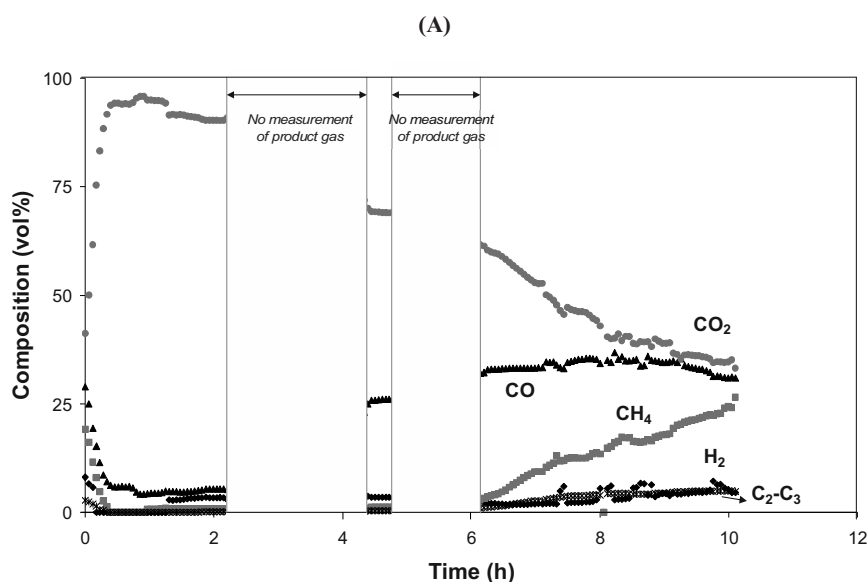 (A)
100
75
50
25
0
Composition (vol%)
No measurement
of product gas
No measurement
of product gas
CO₂
CO
CH₄
H₂
C₂-C₃
0 2 4 6 8 10 12
Time (h)